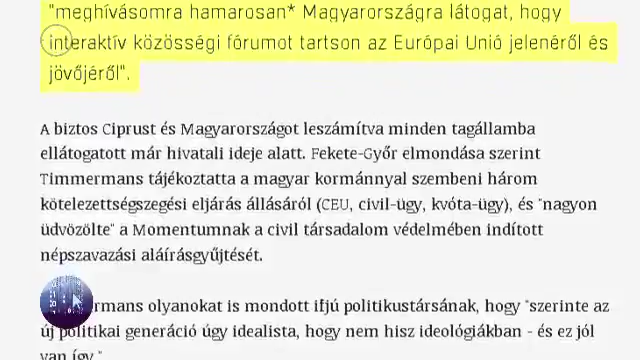 "meghívásomra hamarosan* Magyarországra látogat, hogy
interaktív közösségi fórumot tartson az Európai Unió jelenéről és
jövőjéről".
A biztos Ciprust és Magyarországot leszámítva minden tagállamba
ellátogatott már hivatali ideje alatt. Fekete-Győr elmondása szerint
Timmermans tájékoztatta a magyar kormánnyal szembeni három
kötelezettségszegési eljárás állásáról (CEU, civil-ügy, kvóta-ügy), és "nagyon
üdvözölte" a Momentumnak a civil társadalom védelmében indított
népszavazási aláírásgyűjtését.
ermans olyanokat is mondott ifjú politikustársának, hogy "szerinte az
új politikai generáció úgy idealista, hogy nem hisz ideológiákban - és ez jól
van így."